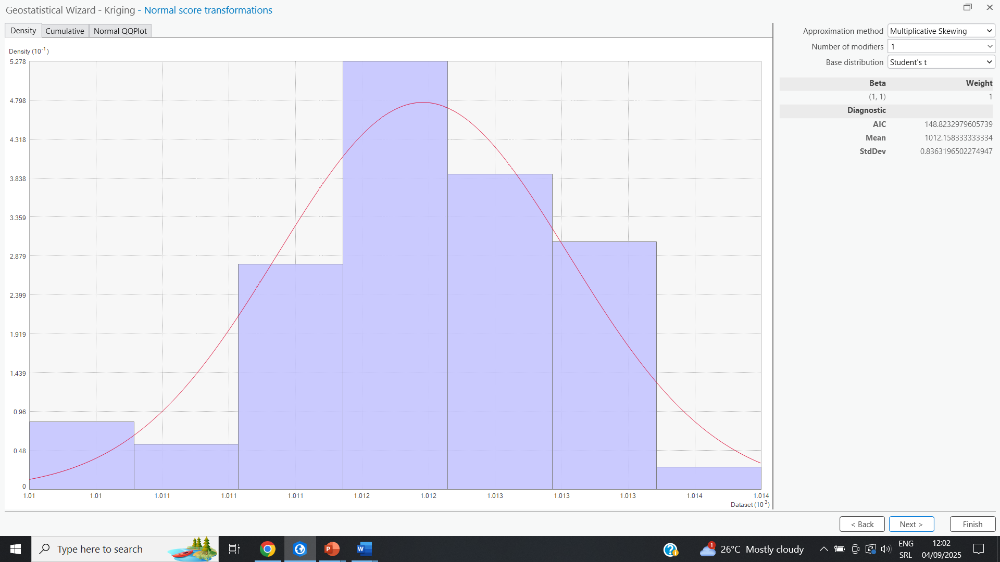 Geostatistical Wizard - Kriging - Normal score transformations
Density
Cumulative
Normal QQPlot
Density (10⁻¹)
5.278
4.798
4.318
3.838
3.359
2.879
2.399
1.919
1.439
0.96
0.48
0
1.01 1.01 1.011 1.011 1.011 1.012 1.012 1.013 1.013 1.013 1.014 1.014
Dataset (10³)
Approximation method Multiplicative Skewing
Number of modifiers 1
Base distribution Student's t
Beta Weight
(1, 1) 1
Diagnostic
AIC 148.8232979605739
Mean 1012.158333333334
StdDev 0.8363196502274947
< Back Next > Finish
Type here to search
P
W
?
1
26°C Mostly cloudy
ENG
SRL
12:02
04/09/2025